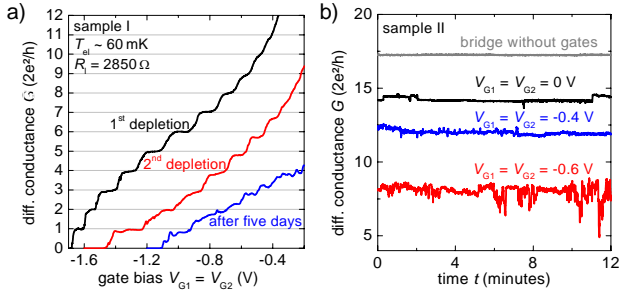 a)
sample I
T_el ~ 60 mK
R_l = 2850 Ω
1st depletion
2nd depletion
after five days
diff. conductance G (2e²/h)
12
11
10
9
8
7
6
5
4
3
2
1
0
-1.6
-1.2
-0.8
-0.4
gate bias V_G1 = V_G2 (V)
b)
sample II
bridge without gates
V_G1 = V_G2 = 0 V
V_G1 = V_G2 = -0.4 V
V_G1 = V_G2 = -0.6 V
diff. conductance G (2e²/h)
20
15
10
5
0
4
8
12
time t (minutes)